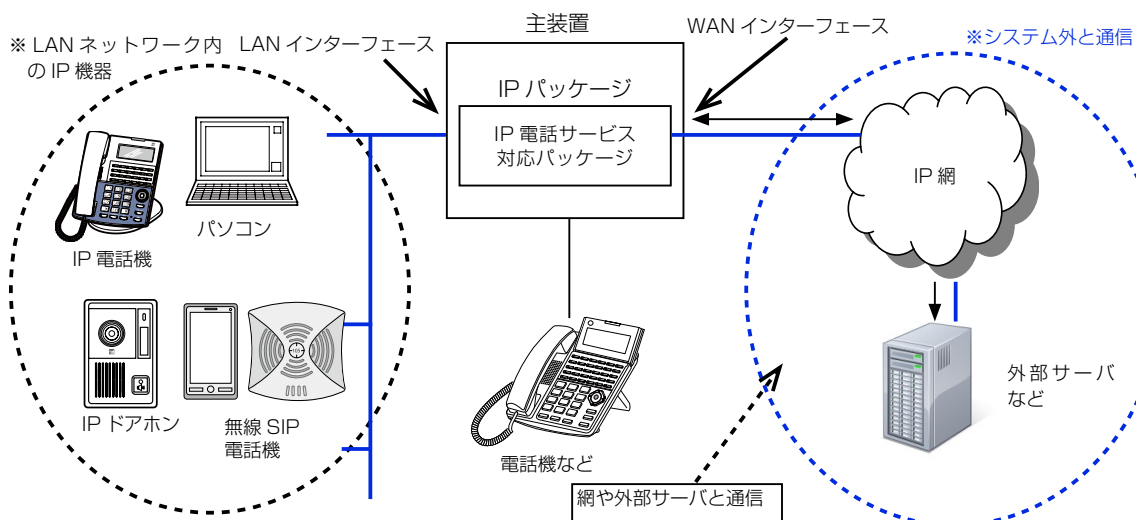 主装置
※ LAN ネットワーク内
の IP 機器
LAN インターフェース
WAN インターフェース
※システム外と通信
IP パッケージ
IP 電話サービス
対応パッケージ
IP 網
パソコン
IP 電話機
IP ドアホン
無線 SIP
電話機
電話機など
外部サーバ
など
網や外部サーバと通信